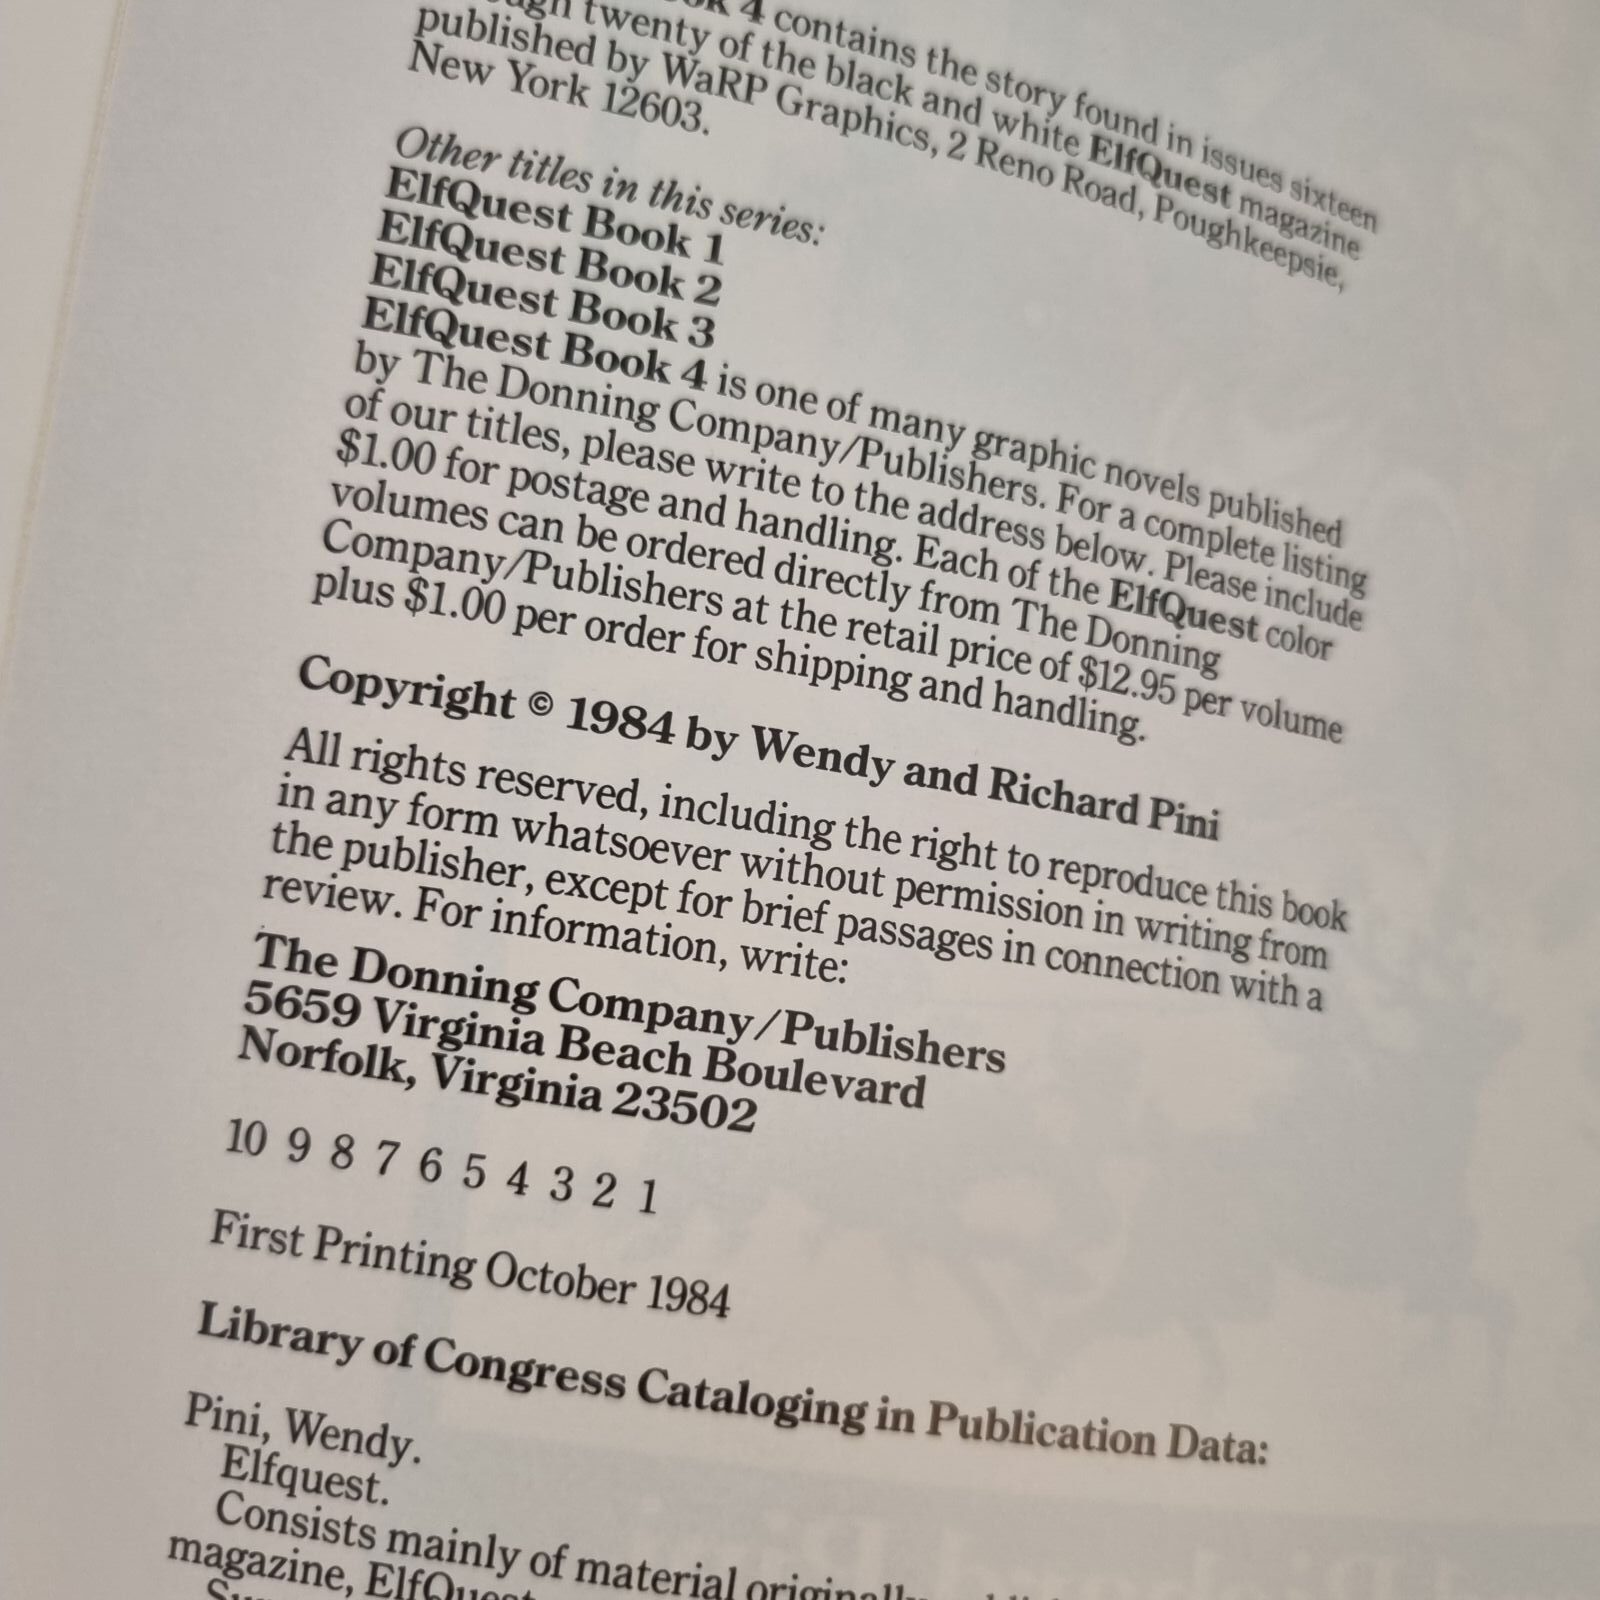 4 contains the story found in issues sixteen
twenty of the black and white ElfQuest magazine
published by WaRP Graphics, 2 Reno Road, Poughkeepsie,
New York 12603.
Other titles in this series:
ElfQuest Book 1
ElfQuest Book 2
ElfQuest Book 3
ElfQuest Book 4 is one of many graphic novels published
by The Donning Company/Publishers. For a complete listing
of our titles, please write to the address below. Please include
$1.00 for postage and handling. Each of the ElfQuest color
volumes can be ordered directly from The Donning
Company/Publishers at the retail price of $12.95 per volume
plus $1.00 per order for shipping and handling.
Copyright © 1984 by Wendy and Richard Pini
All rights reserved, including the right to reproduce this book
in any form whatsoever without permission in writing from
the publisher, except for brief passages in connection with a
review. For information, write:
The Donning Company/Publishers
5659 Virginia Beach Boulevard
Norfolk, Virginia 23502
10 9 8 7 6 5 4 3 2 1
First Printing October 1984
Library of Congress Cataloging in Publication Data:
Pini, Wendy.
Elfquest.
Consists mainly of material originally
magazine, ElfQuest